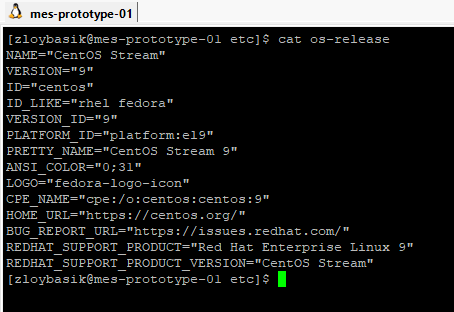 mes-prototype-01
[zloybasik@mes-prototype-01 etc]$ cat os-release
NAME="CentOS Stream"
VERSION="9"
ID="centos"
ID_LIKE="rhel fedora"
VERSION_ID="9"
PLATFORM_ID="platform:el9"
PRETTY_NAME="CentOS Stream 9"
ANSI_COLOR="0;31"
LOGO="fedora-logo-icon"
CPE_NAME="cpe:/o:centos:centos:9"
HOME_URL="https://centos.org/"
BUG_REPORT_URL="https://issues.redhat.com/"
REDHAT_SUPPORT_PRODUCT="Red Hat Enterprise Linux 9"
REDHAT_SUPPORT_PRODUCT_VERSION="CentOS Stream"
[zloybasik@mes-prototype-01 etc]$